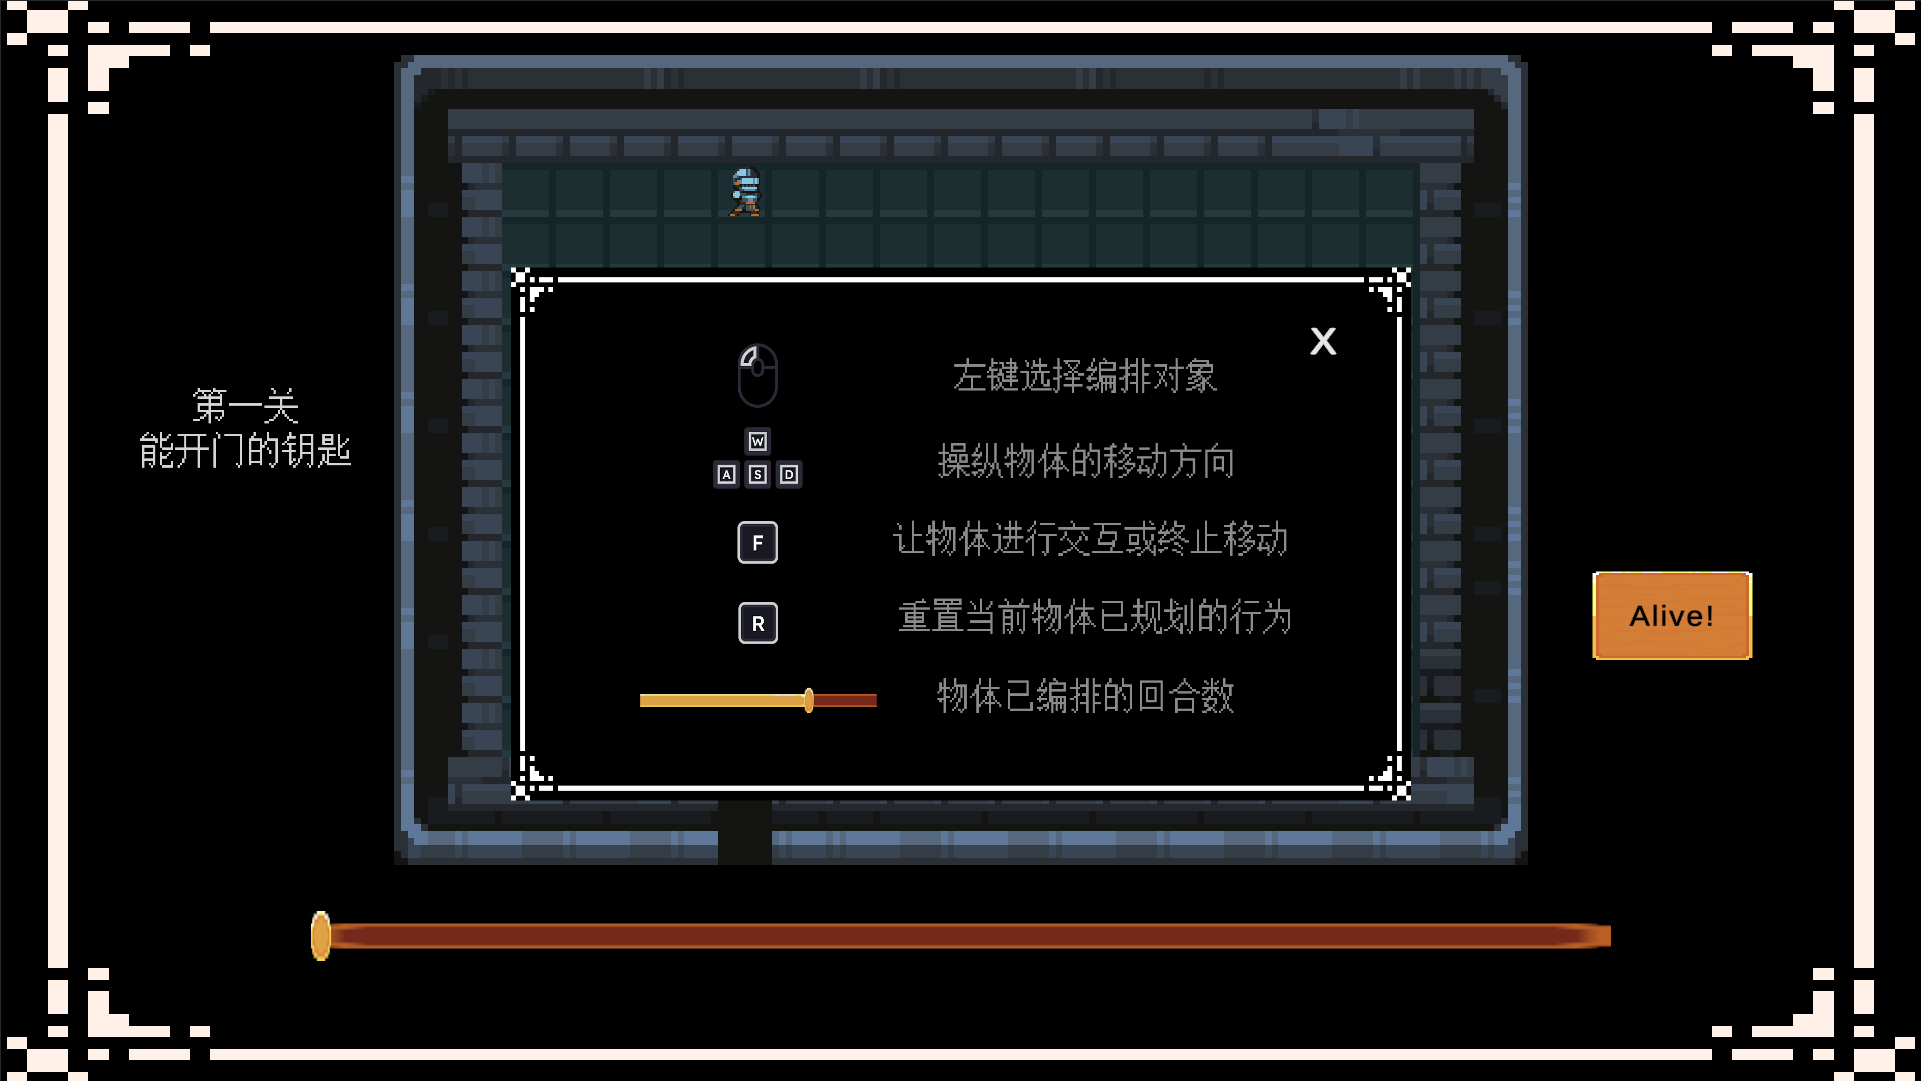 第一关
能开门的钥匙
X
左键选择编排对象
W
A S D
操纵物体的移动方向
F
让物体进行交互或终止移动
R
重置当前物体已规划的行为
物体已编排的回合数
Alive!